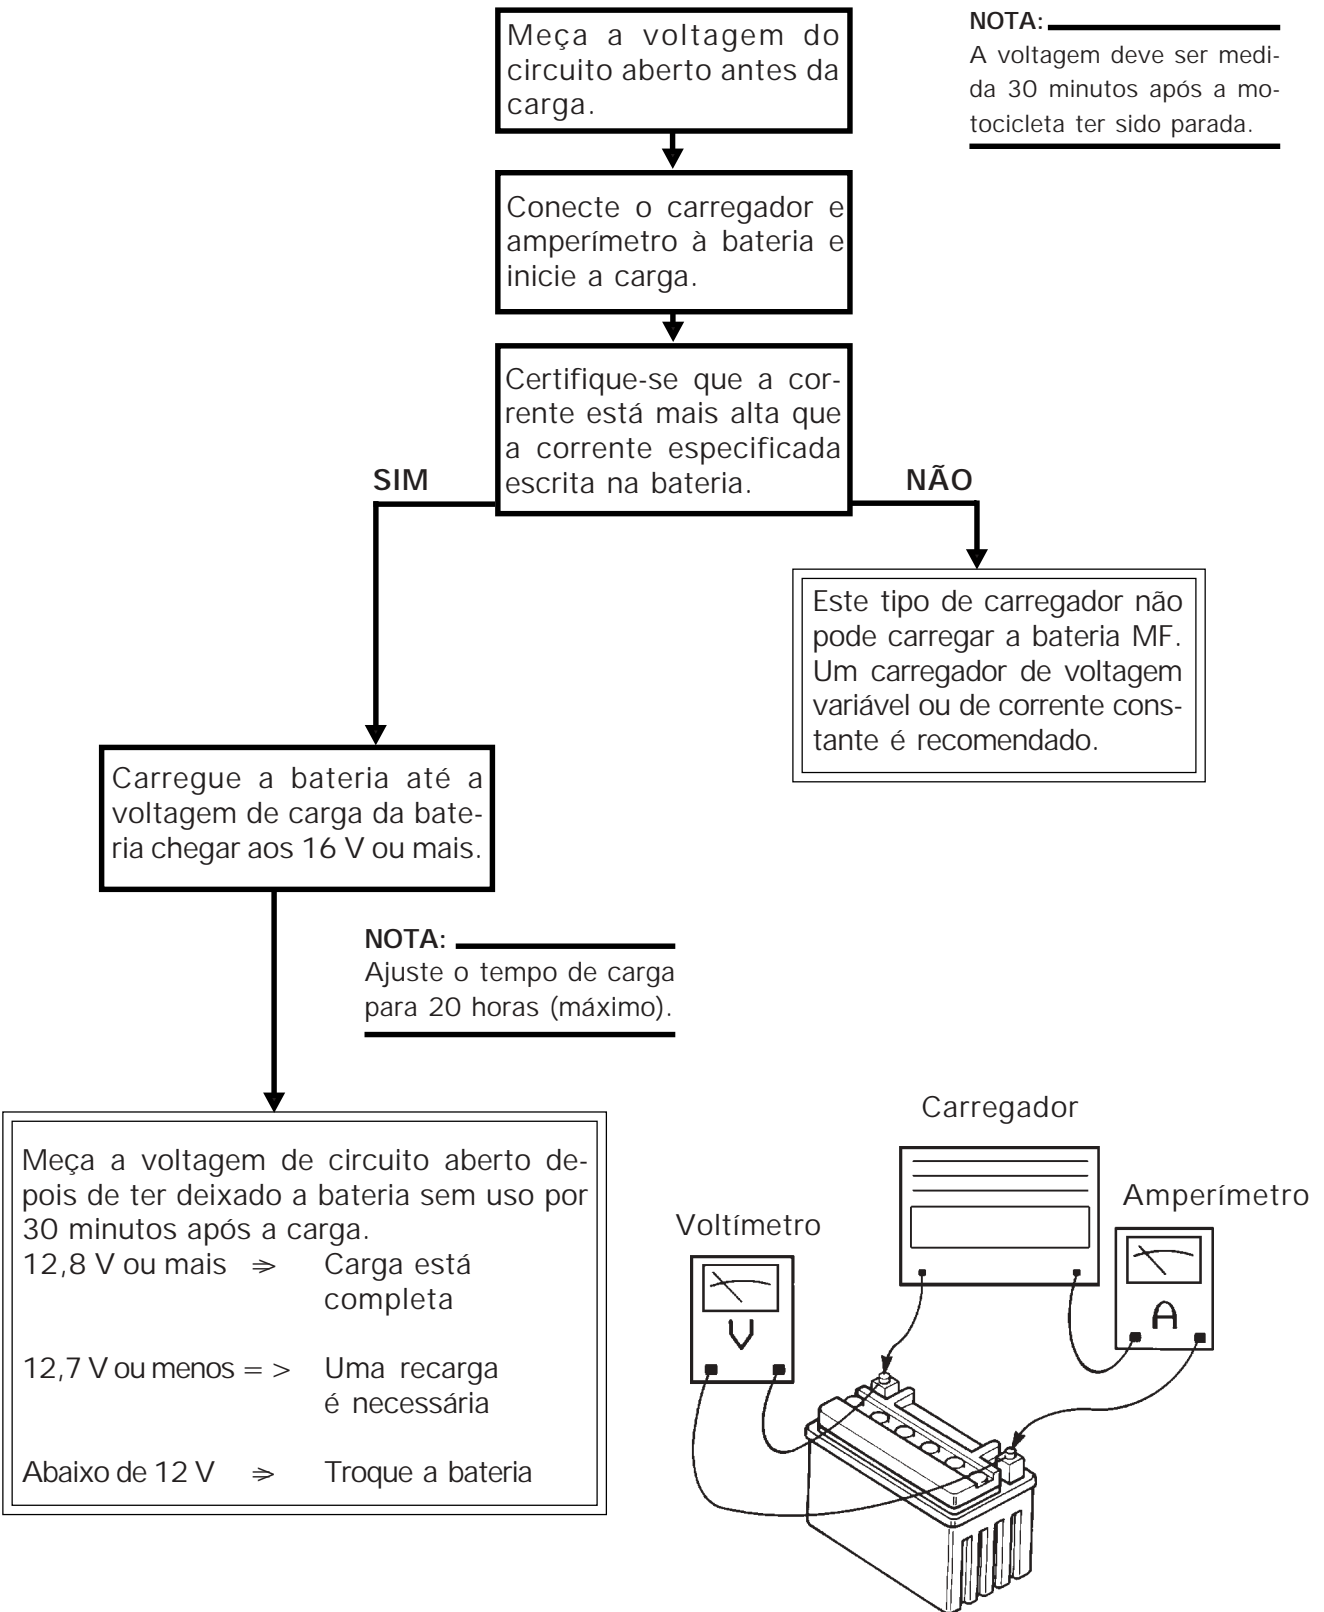 Meça a voltagem do
circuito aberto antes da
carga.
NOTA:
A voltagem deve ser medi-
da 30 minutos após a mo-
tocicleta ter sido parada.
Conecte o carregador e
amperímetro à bateria e
inicie a carga.
Certifique-se que a cor-
rente está mais alta que
a corrente especificada
escrita na bateria.
SIM
NÃO
Este tipo de carregador não
pode carregar a bateria MF.
Um carregador de voltagem
variável ou de corrente cons-
tante é recomendado.
Carregue a bateria até a
voltagem de carga da bate-
ria chegar aos 16 V ou mais.
NOTA:
Ajuste o tempo de carga
para 20 horas (máximo).
Meça a voltagem de circuito aberto de-
pois de ter deixado a bateria sem uso por
30 minutos após a carga.
12,8 V ou mais ⇒ Carga está
completa
12,7 V ou menos = > Uma recarga
é necessária
Abaixo de 12 V ⇒ Troque a bateria
Carregador
Amperímetro
Voltímetro
V
A